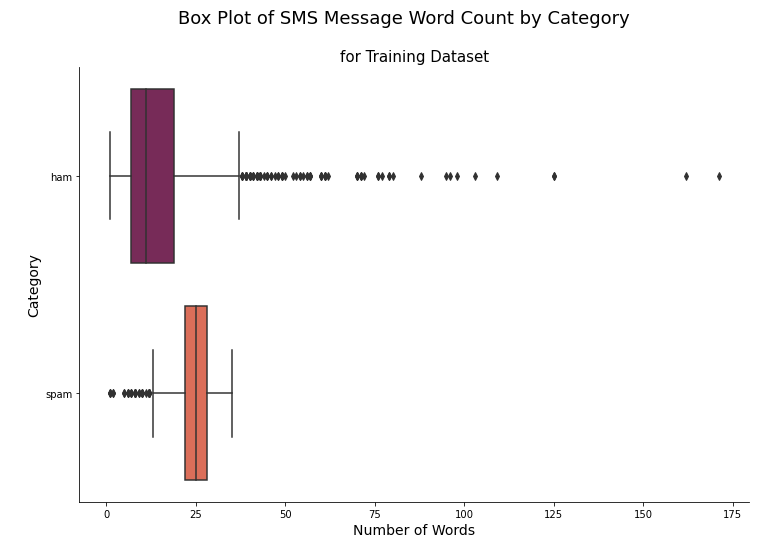 Box Plot of SMS Message Word Count by Category
for Training Dataset
Category
ham
spam
0 25 50 75 100 125 150 175
Number of Words